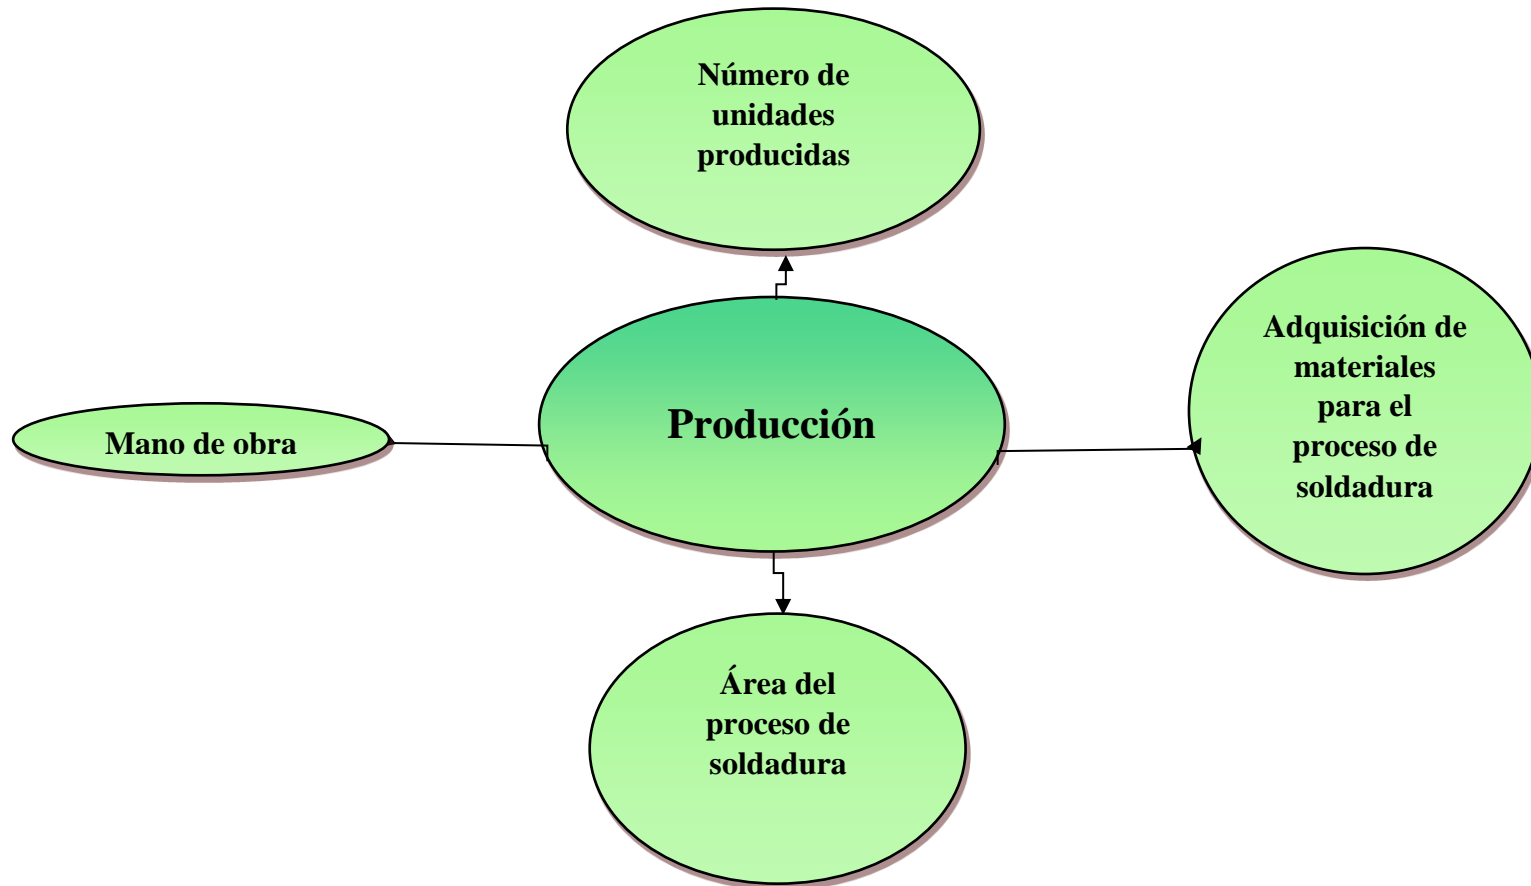 Número de
unidades
producidas
Adquisición de
materiales
para el
proceso de
soldadura
Producción
Mano de obra
Área del
proceso de
soldadura